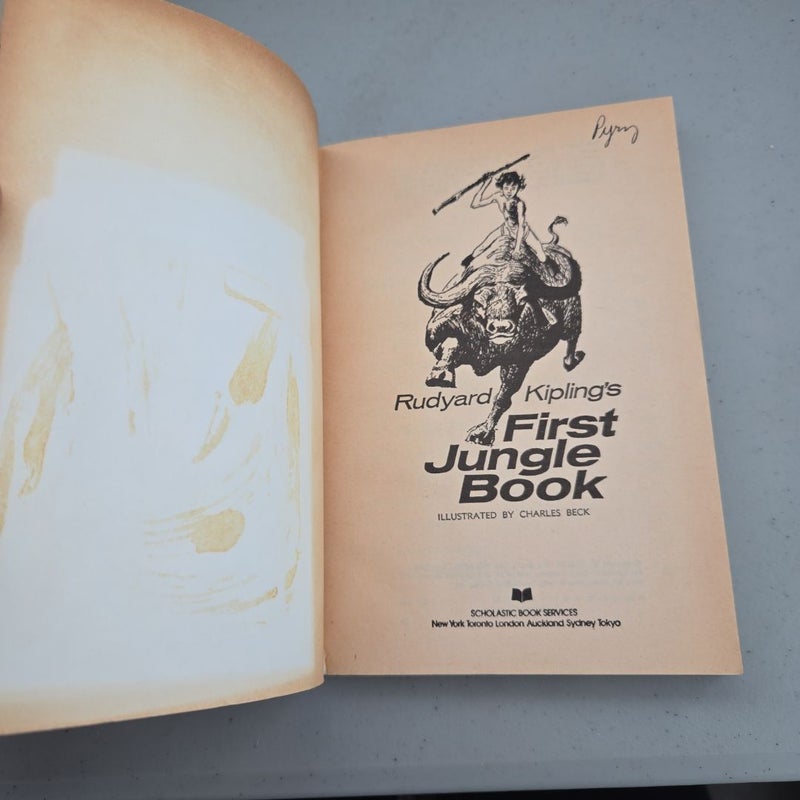 Rudyard Kipling's
First
Jungle
Book
ILLUSTRATED BY CHARLES BECK
SCHOLASTIC BOOK SERVICES
New York Toronto London Auckland Sydney Tokyo